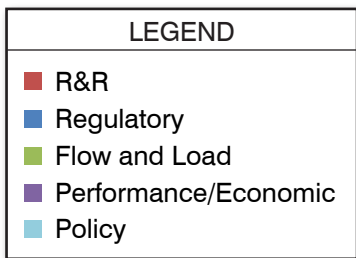 LEGEND
R&R
Regulatory
Flow and Load
Performance/Economic
Policy